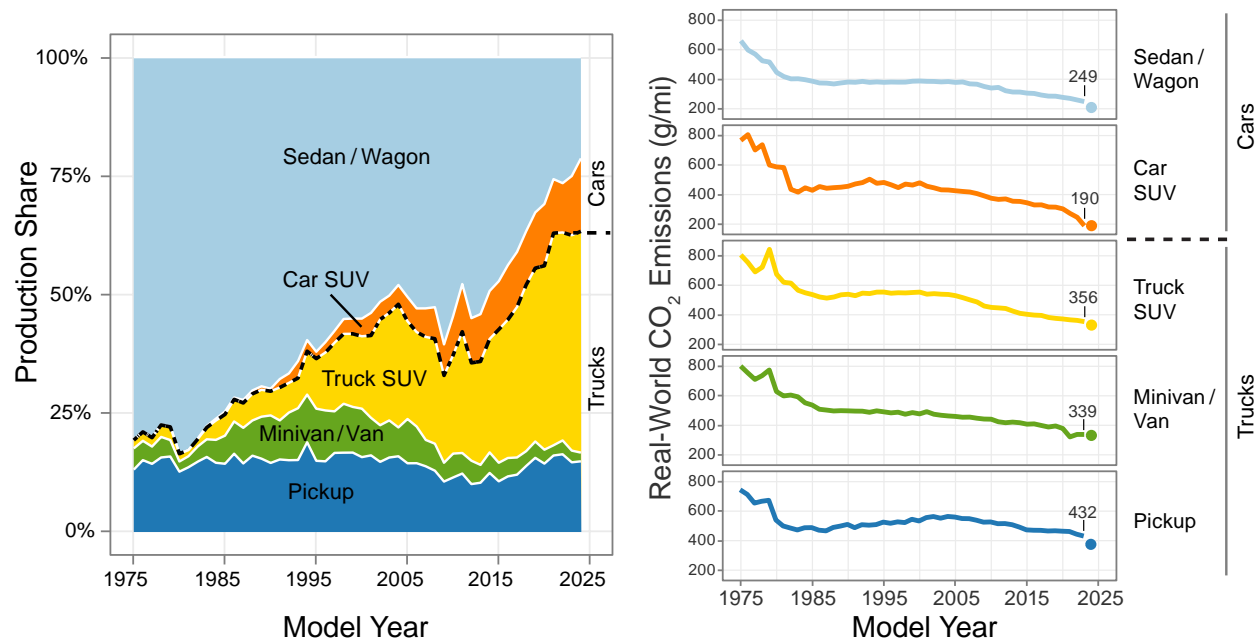 Production Share
100%
75%
50%
25%
0%
Sedan / Wagon
Car SUV
Truck SUV
Minivan / Van
Pickup
Cars
Trucks
1975
1985
1995
2005
2015
2025
Model Year
Real-World CO2 Emissions (g/mi)
800
600
400
200
249
Sedan /
Wagon
800
600
400
200
190
Car
SUV
800
600
400
200
356
Truck
SUV
800
600
400
200
339
Minivan /
Van
800
600
400
200
432
Pickup
Cars
Trucks
1975
1985
1995
2005
2015
2025
Model Year